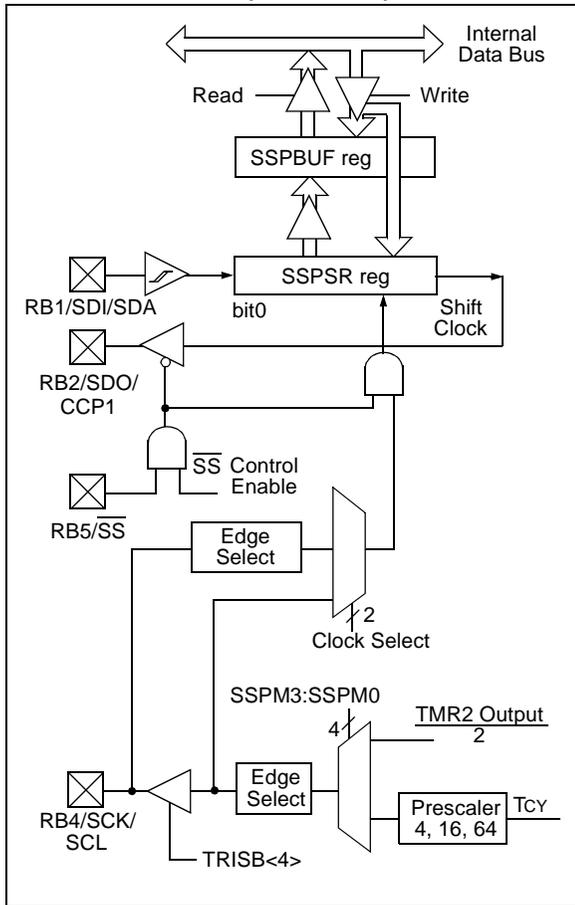 Internal
Data Bus
Read
Write
SSPBUF reg
SSPSR reg
RB1/SDI/SDA
bit0
Shift
Clock
RB2/SDO/
CCP1
SS Control
Enable
RB5/SS
Edge
Select
2
Clock Select
SSPM3:SSPM0
4
TMR2 Output
2
Edge
Select
Prescaler
4, 16, 64
TCY
RB4/SCK/
SCL
TRISB<4>